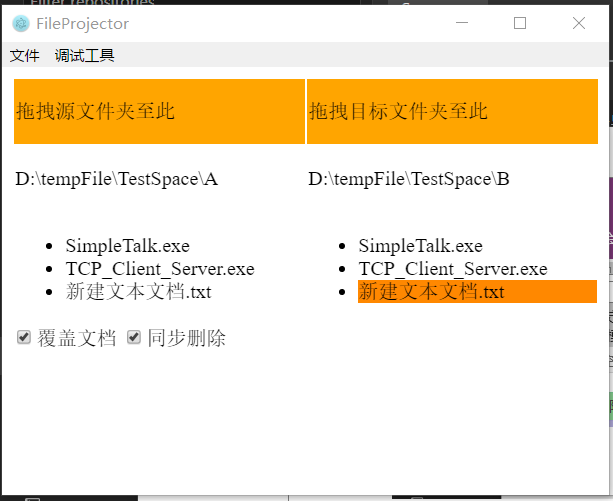 Filter repositories
FileProjector
文件 调试工具
拖拽源文件夹至此
拖拽目标文件夹至此
D:\tempFile\TestSpace\A
D:\tempFile\TestSpace\B
SimpleTalk.exe
TCP_Client_Server.exe
新建文本文档.txt
SimpleTalk.exe
TCP_Client_Server.exe
新建文本文档.txt
覆盖文档 同步删除